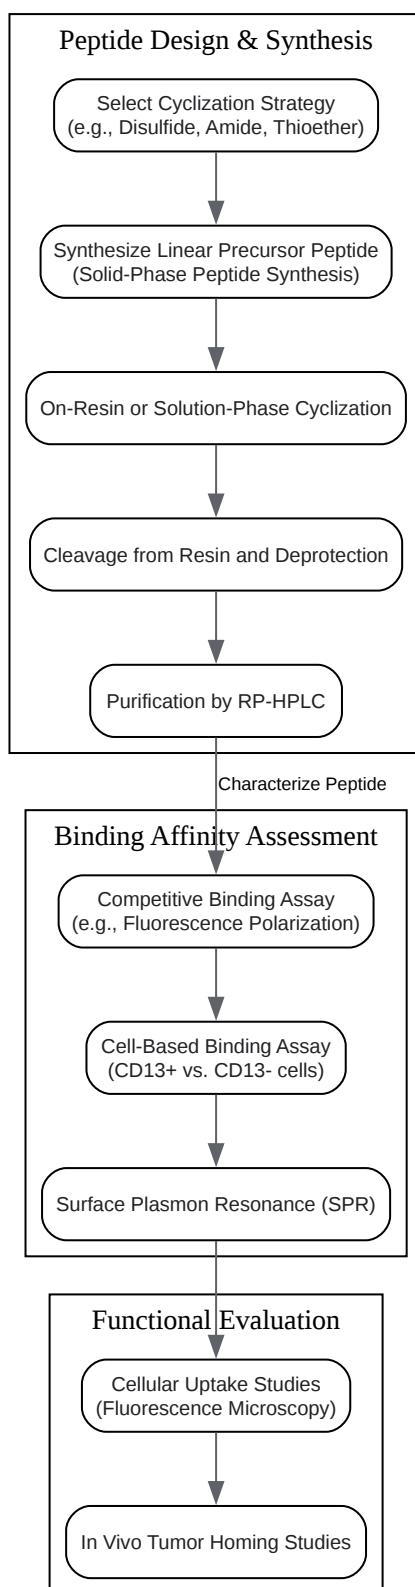 Peptide Design & Synthesis
Select Cyclization Strategy
(e.g., Disulfide, Amide, Thioether)
Synthesize Linear Precursor Peptide
(Solid-Phase Peptide Synthesis)
On-Resin or Solution-Phase Cyclization
Cleavage from Resin and Deprotection
Purification by RP-HPLC
Characterize Peptide
Binding Affinity Assessment
Competitive Binding Assay
(e.g., Fluorescence Polarization)
Cell-Based Binding Assay
(CD13+ vs. CD13- cells)
Surface Plasmon Resonance (SPR)
Functional Evaluation
Cellular Uptake Studies
(Fluorescence Microscopy)
In Vivo Tumor Homing Studies